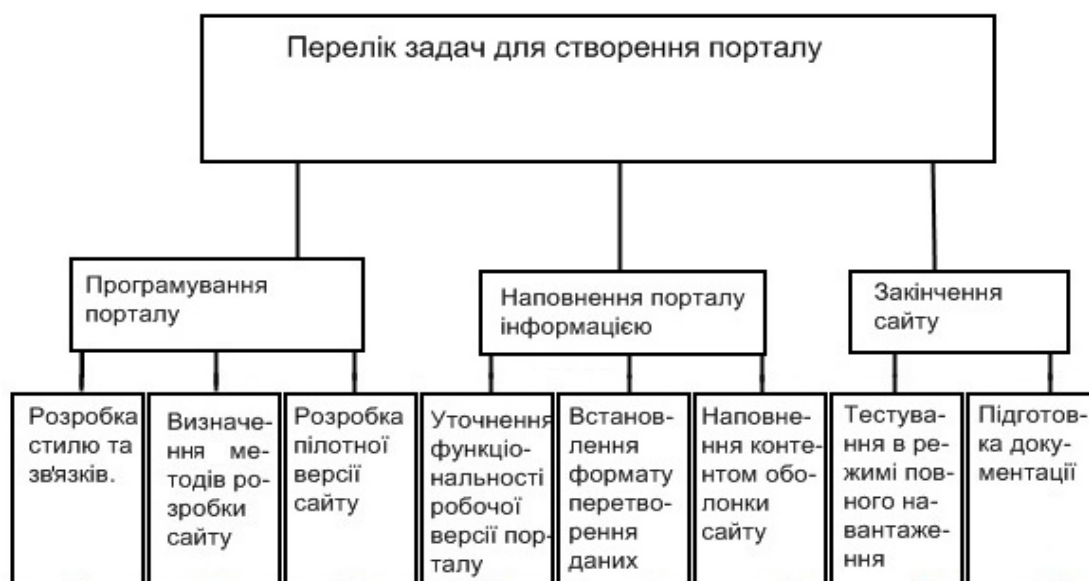 Перелік задач для створення порталу
Програмування
порталу
Наповнення порталу
інформацією
Закінчення
сайту
Розробка
стилю та
зв'язків.
Визначе-
ння ме-
тодів ро-
зробки
сайту
Розробка
пілотної
версії
сайту
Уточнення
функціо-
нальності
робочої
версії пор-
талу
Встанов-
лення
формату
перетво-
рення
даних
Наповне-
ння конте-
нтом обо-
лонки
сайту
Тестува-
ння в ре-
жимі пов-
ного на-
вантаже-
ння
Підготов-
ка доку-
ментації